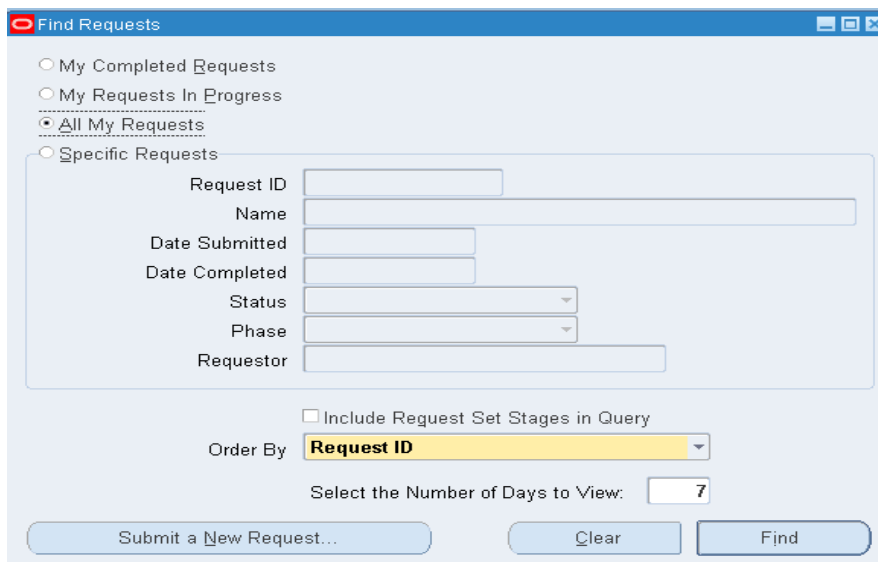 Find Requests
My Completed Requests
My Requests In Progress
All My Requests
Specific Requests
Request ID
Name
Date Submitted
Date Completed
Status
Phase
Requestor
Include Request Set Stages in Query
Order By Request ID
Select the Number of Days to View: 7
Submit a New Request... Clear Find